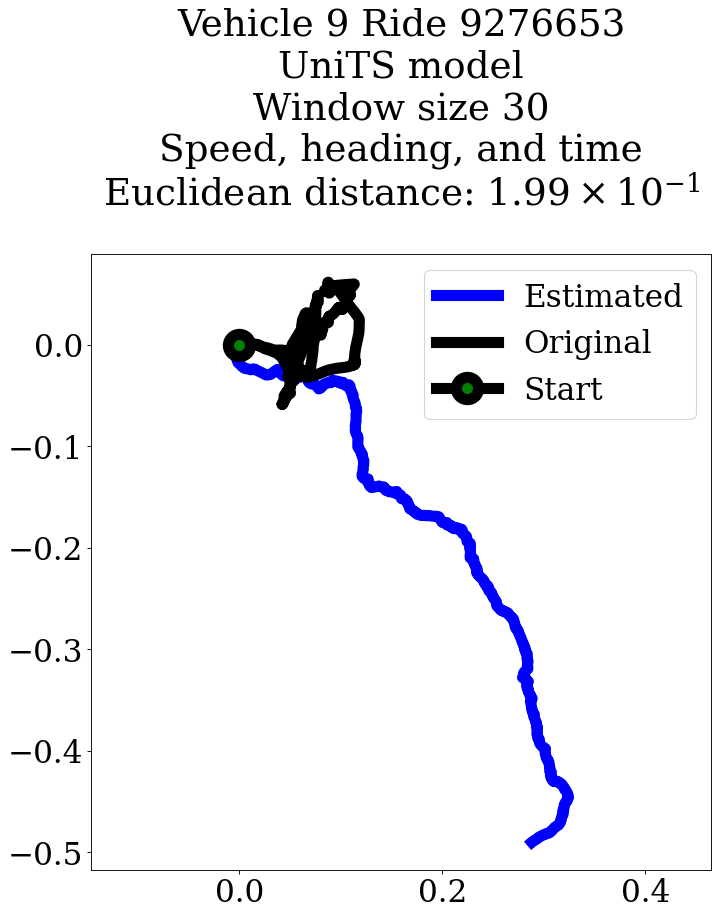 Vehicle 9 Ride 9276653
UniTS model
Window size 30
Speed, heading, and time
Euclidean distance: 1.99 × 10⁻¹
Estimated
Original
Start
0.0
−0.1
−0.2
−0.3
−0.4
−0.5
0.0 0.2 0.4